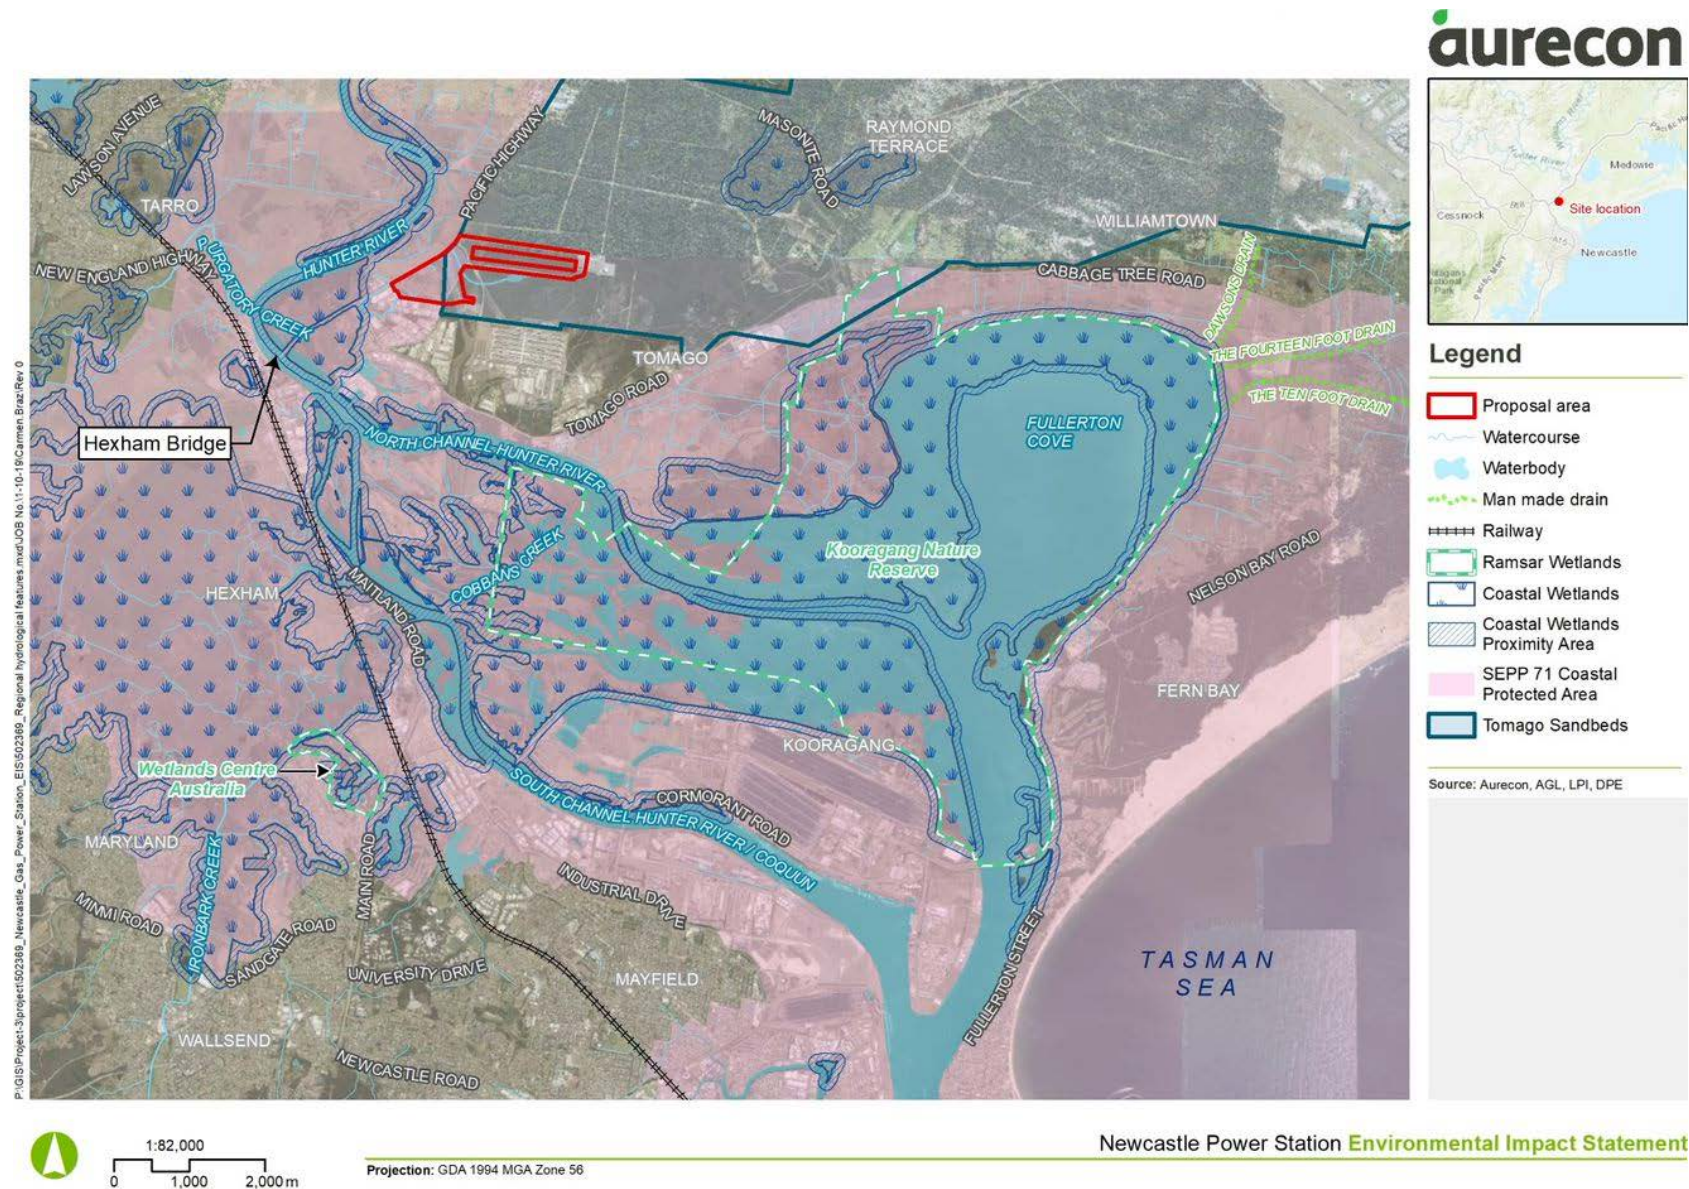 aurecon
LAWSON AVENUE
TARRO
NEW ENGLAND HIGHWAY
PURGATORY CREEK
HUNTER RIVER
PACIFIC HIGHWAY
MASONITE ROAD
RAYMOND
TERRACE
WILLIAMTOWN
CABBAGE TREE ROAD
DAWSONS DRAIN
THE FOURTEEN FOOT DRAIN
THE TEN FOOT DRAIN
TOMAGO
TOMAGO ROAD
Hexham Bridge
NORTH CHANNEL HUNTER RIVER
FULLERTON
COVE
COBBANS CREEK
Kooragang Nature
Reserve
NELSON BAY ROAD
HEXHAM
MAITLAND ROAD
FERN BAY
KOORAGANG
Wetlands Centre
Australia
SOUTH CHANNEL HUNTER RIVER / COQUUN
CORMORANT ROAD
MARYLAND
MAIN ROAD
INDUSTRIAL DRIVE
MINMI ROAD
IRONBARK CREEK
SANDGATE ROAD
UNIVERSITY DRIVE
MAYFIELD
FULLERTON STREET
TASMAN
SEA
WALLSEND
NEWCASTLE ROAD
Hunter River
Medowie
Site location
Cessnock
Newcastle
Legend
Proposal area
Watercourse
Waterbody
Man made drain
Railway
Ramsar Wetlands
Coastal Wetlands
Coastal Wetlands
Proximity Area
SEPP 71 Coastal
Protected Area
Tomago Sandbeds
Source: Aurecon, AGL, LPI, DPE
1:82,000
0 1,000 2,000 m
Projection: GDA 1994 MGA Zone 56
Newcastle Power Station Environmental Impact Statement